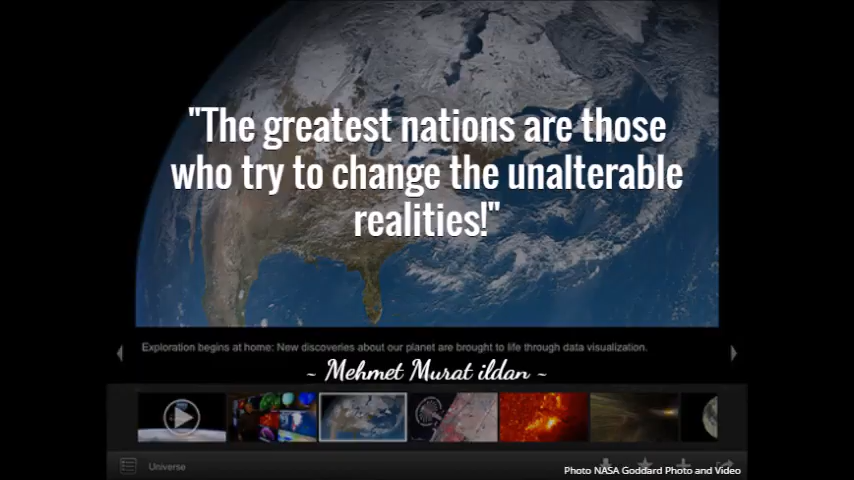 "The greatest nations are those
who try to change the unalterable
realities!"
Exploration begins at home: New discoveries about our planet are brought to life through data visualization.
~ Mehmet Murat ildan ~
Universe
Photo NASA Goddard Photo and Video